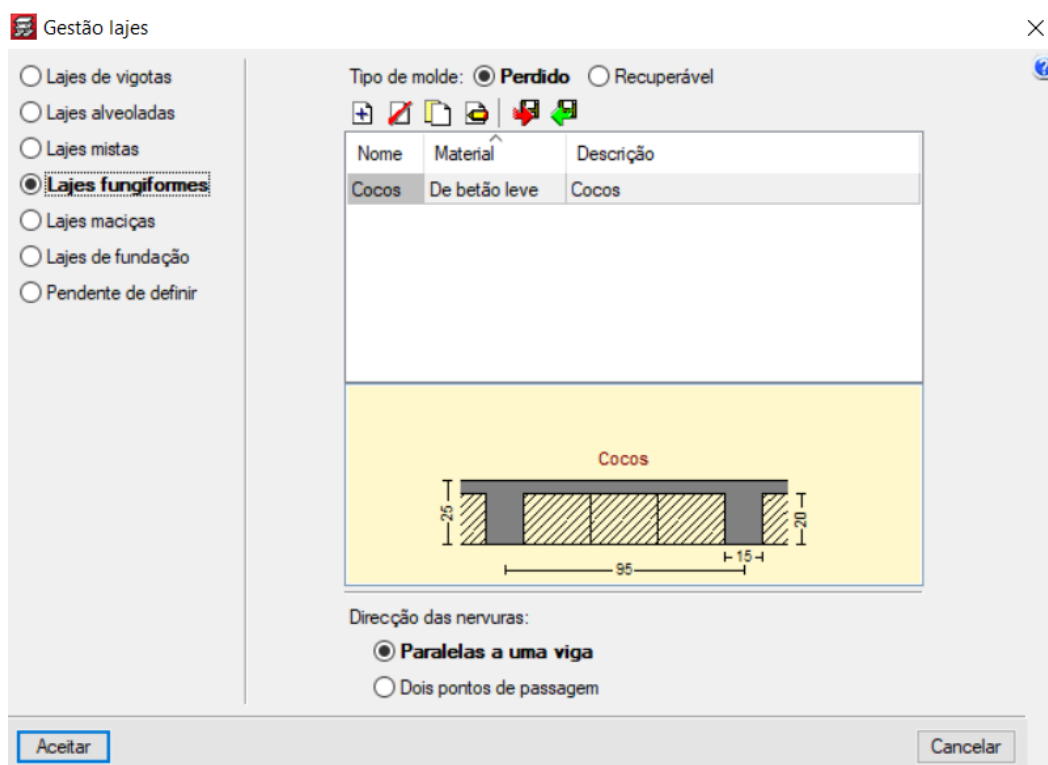 Gestão lajes
Lajes de vigotas
Lajes alveoladas
Lajes mistas
Lajes fungiformes
Lajes maciças
Lajes de fundação
Pendente de definir
Tipo de molde: Perdido Recuperável
Nome Material Descrição
Cocos De betão leve Cocos
Cocos
25
20
15
95
Direcção das nervuras:
Paralelas a uma viga
Dois pontos de passagem
Aceitar Cancelar